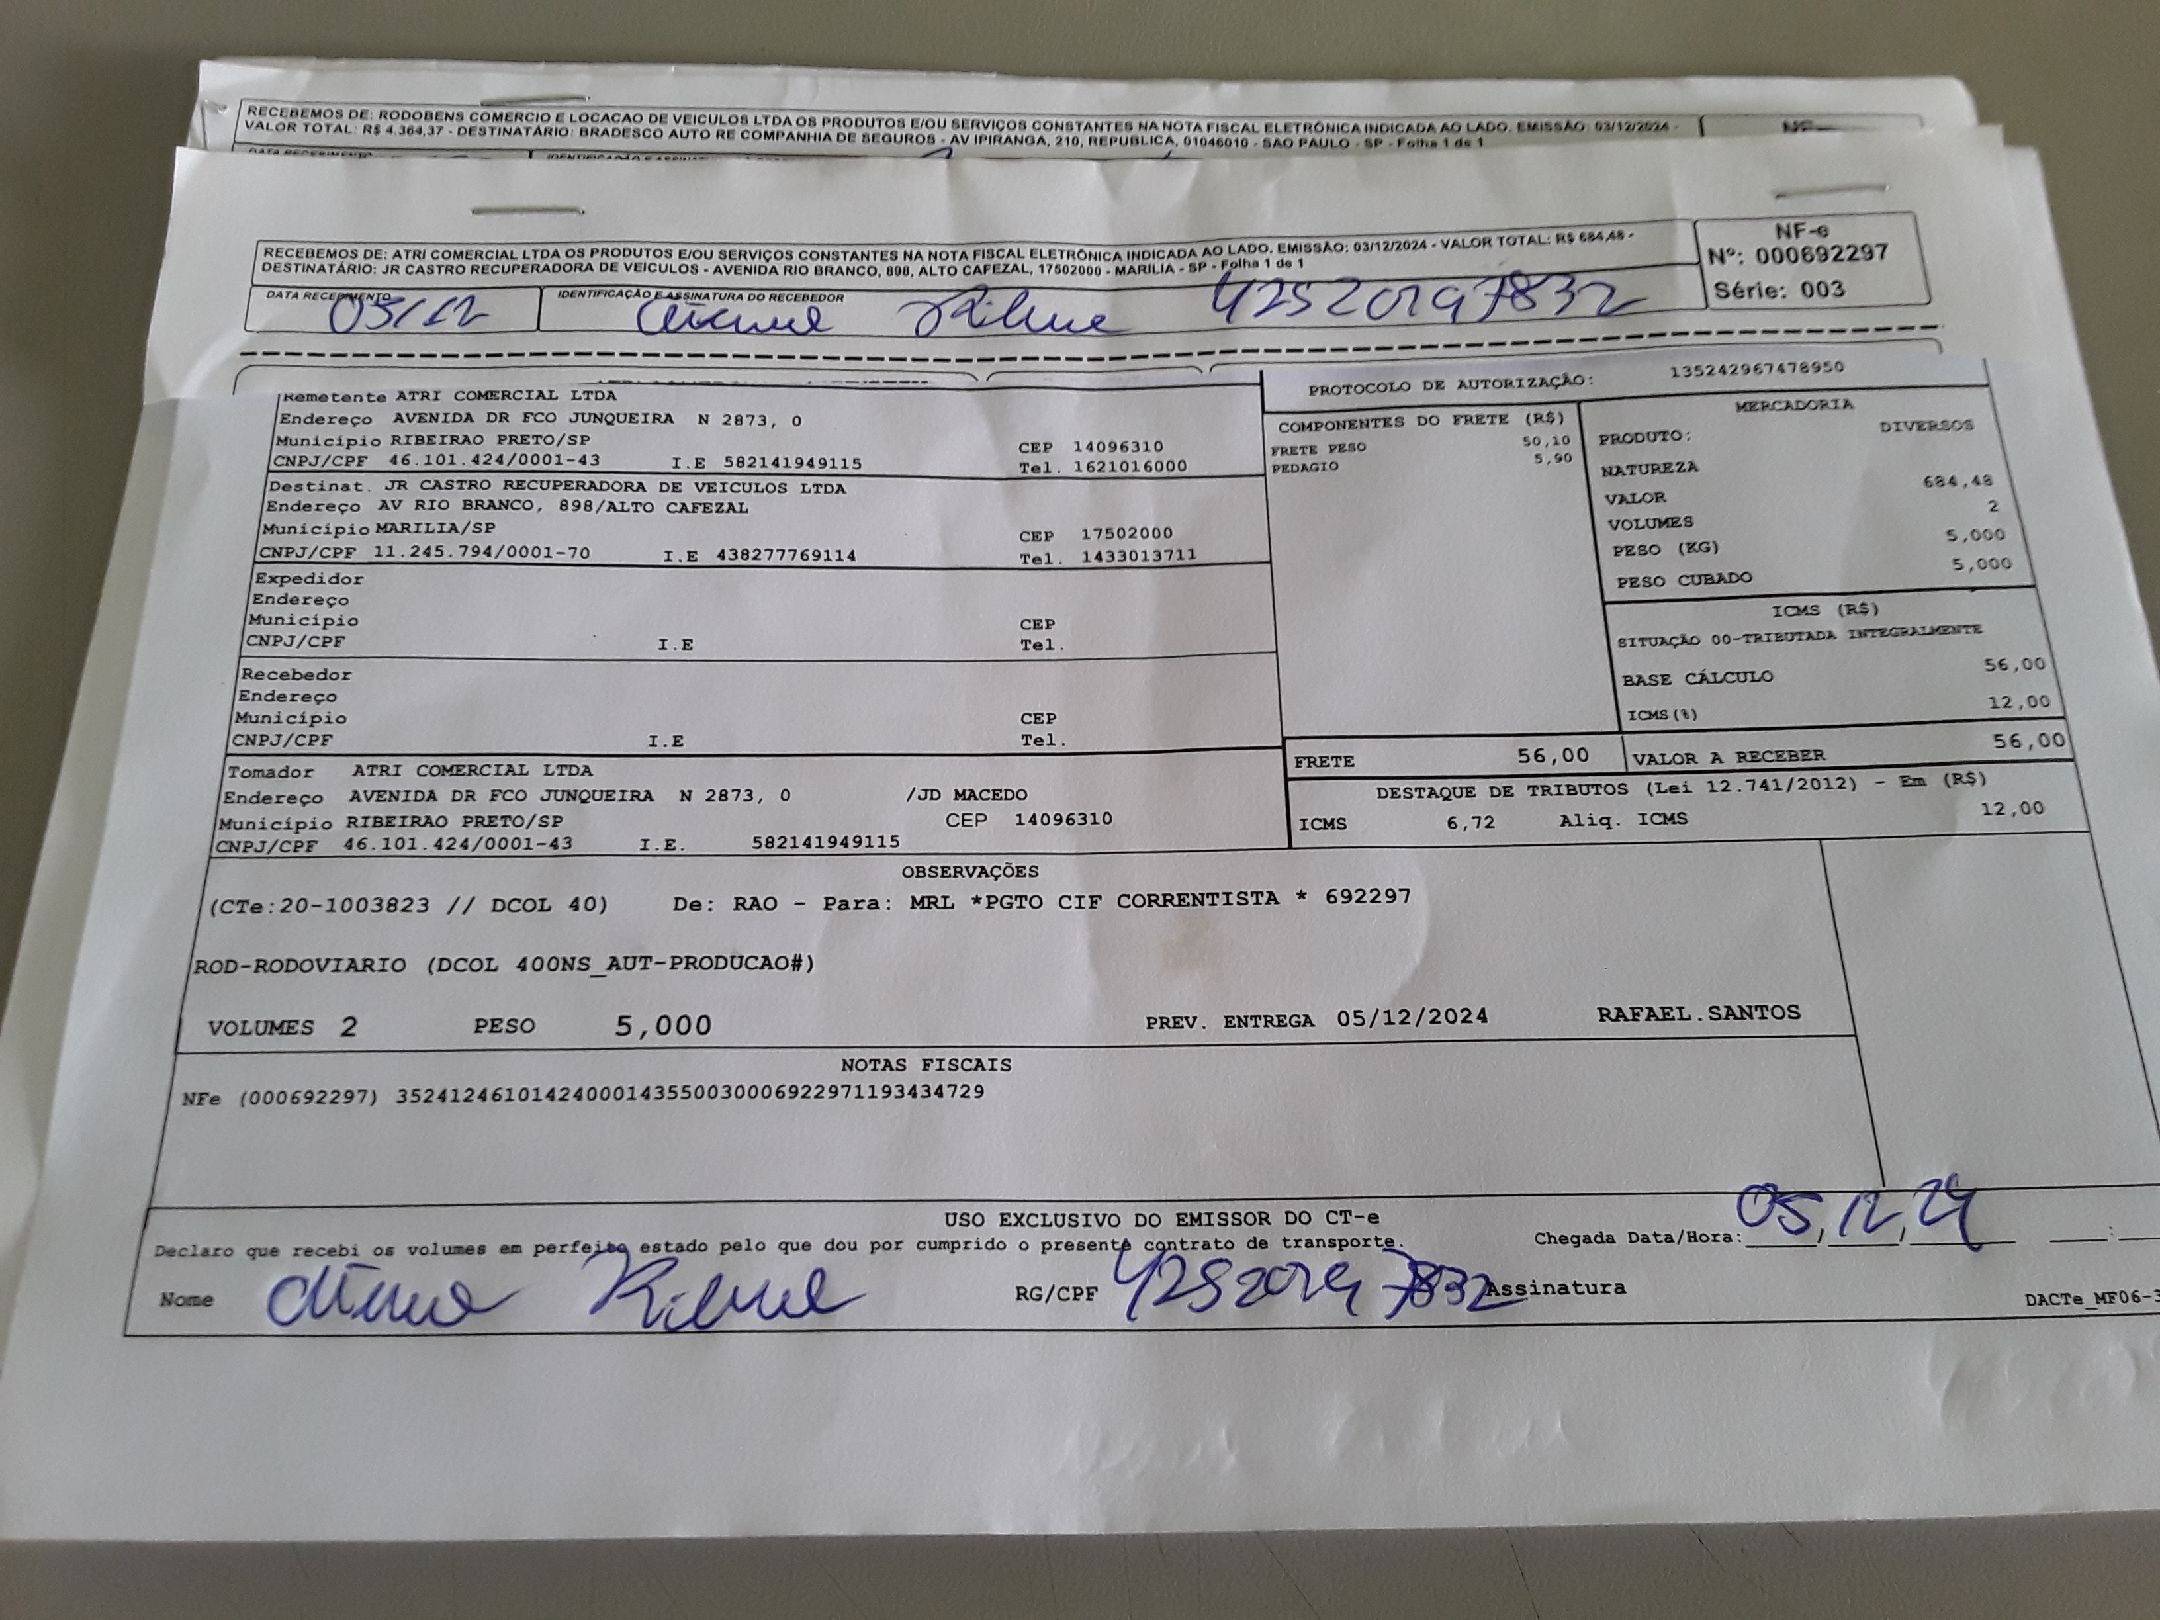 RECEBEMOS DE: RODOBENS COMERCIO E LOCACAO DE VEICULOS LTDA OS PRODUTOS E/OU SERVIÇOS CONSTANTES NA NOTA FISCAL ELETRÔNICA INDICADA AO LADO. EMISSÃO: 03/12/2024 -
VALOR TOTAL: R$ 4.364,37 - DESTINATÁRIO: BRADESCO AUTO RE COMPANHIA DE SEGUROS - AV IPIRANGA, 210, REPUBLICA, 01046010 - SAO PAULO - SP - Folha 1 de 1
RECEBEMOS DE: ATRI COMERCIAL LTDA OS PRODUTOS E/OU SERVIÇOS CONSTANTES NA NOTA FISCAL ELETRÔNICA INDICADA AO LADO. EMISSÃO: 03/12/2024 - VALOR TOTAL: R$ 684,48 -
DESTINATÁRIO: JR CASTRO RECUPERADORA DE VEICULOS - AVENIDA RIO BRANCO, 898, ALTO CAFEZAL, 17502000 - MARILIA - SP - Folha 1 de 1
NF-e
Nº: 000692297
Série: 003
DATA RECEBIMENTO
05/12
IDENTIFICAÇÃO E ASSINATURA DO RECEBEDOR
42520197832
Remetente ATRI COMERCIAL LTDA
Endereço AVENIDA DR FCO JUNQUEIRA N 2873, 0
Município RIBEIRAO PRETO/SP CEP 14096310
CNPJ/CPF 46.101.424/0001-43 I.E 582141949115 Tel. 1621016000
Destinat. JR CASTRO RECUPERADORA DE VEICULOS LTDA
Endereço AV RIO BRANCO, 898/ALTO CAFEZAL
Município MARILIA/SP CEP 17502000
CNPJ/CPF 11.245.794/0001-70 I.E 438277769114 Tel. 1433013711
Expedidor
Endereço
Município CEP
CNPJ/CPF I.E Tel.
Recebedor
Endereço
Município CEP
CNPJ/CPF I.E Tel.
Tomador ATRI COMERCIAL LTDA
Endereço AVENIDA DR FCO JUNQUEIRA N 2873, 0 /JD MACEDO
Município RIBEIRAO PRETO/SP CEP 14096310
CNPJ/CPF 46.101.424/0001-43 I.E. 582141949115
PROTOCOLO DE AUTORIZAÇÃO: 135242967478950
COMPONENTES DO FRETE (R$)
FRETE PESO 50,10
PEDAGIO 5,90
MERCADORIA
PRODUTO: DIVERSOS
NATUREZA
VALOR 684,48
VOLUMES 2
PESO (KG) 5,000
PESO CUBADO 5,000
ICMS (R$)
SITUAÇÃO 00-TRIBUTADA INTEGRALMENTE
BASE CÁLCULO 56,00
ICMS(%) 12,00
FRETE 56,00 VALOR A RECEBER 56,00
DESTAQUE DE TRIBUTOS (Lei 12.741/2012) - Em (R$)
ICMS 6,72 Aliq. ICMS 12,00
OBSERVAÇÕES
(CTe:20-1003823 // DCOL 40) De: RAO - Para: MRL *PGTO CIF CORRENTISTA * 692297
ROD-RODOVIARIO (DCOL 400NS_AUT-PRODUCAO#)
VOLUMES 2 PESO 5,000 PREV. ENTREGA 05/12/2024 RAFAEL.SANTOS
NOTAS FISCAIS
NFe (000692297) 35241246101424000143550030006922971193434729
USO EXCLUSIVO DO EMISSOR DO CT-e
Declaro que recebi os volumes em perfeito estado pelo que dou por cumprido o presente contrato de transporte. Chegada Data/Hora: 05/12/24
Nome RG/CPF 42520197832 Assinatura
DACTe_MF06-3